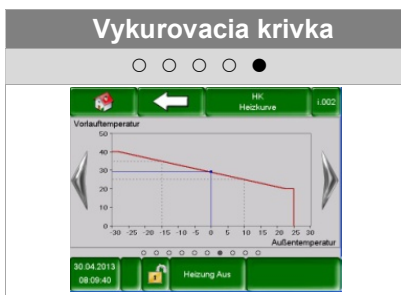 Vykurovacia krivka
HK
Heizkurve
i.002
Vorlauftemperatur
50
40
30
20
10
0
-30 -25 -20 -15 -10 -5 0 5 10 15 20 25 30
Außentemperatur
30.04.2013
08:09:40
Heizung Aus